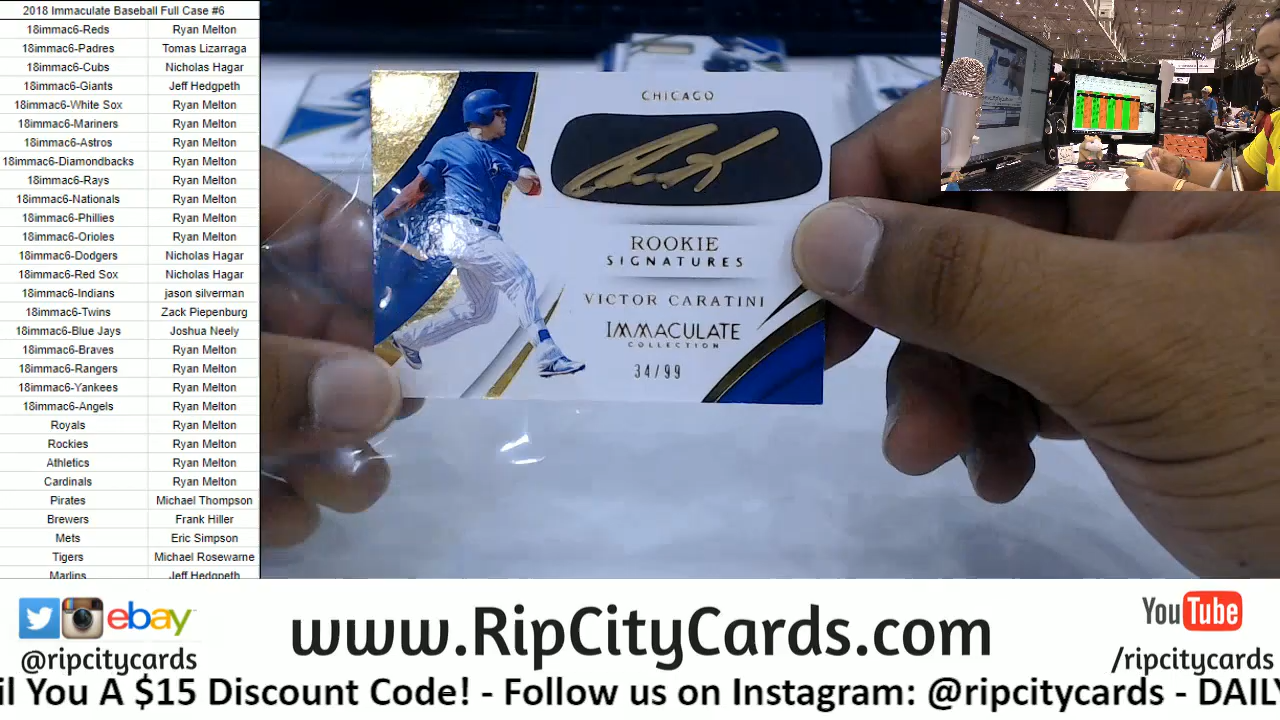 2018 Immaculate Baseball Full Case #6
18immac6-Reds Ryan Melton
18immac6-Padres Tomas Lizarraga
18immac6-Cubs Nicholas Hagar
18immac6-Giants Jeff Hedgpeth
18immac6-White Sox Ryan Melton
18immac6-Mariners Ryan Melton
18immac6-Astros Ryan Melton
18immac6-Diamondbacks Ryan Melton
18immac6-Rays Ryan Melton
18immac6-Nationals Ryan Melton
18immac6-Phillies Ryan Melton
18immac6-Orioles Ryan Melton
18immac6-Dodgers Nicholas Hagar
18immac6-Red Sox Nicholas Hagar
18immac6-Indians jason silverman
18immac6-Twins Zack Piepenburg
18immac6-Blue Jays Joshua Neely
18immac6-Braves Ryan Melton
18immac6-Rangers Ryan Melton
18immac6-Yankees Ryan Melton
18immac6-Angels Ryan Melton
Royals Ryan Melton
Rockies Ryan Melton
Athletics Ryan Melton
Cardinals Ryan Melton
Pirates Michael Thompson
Brewers Frank Hiller
Mets Eric Simpson
Tigers Michael Rosewarne
Marlins Jeff Hedgpeth
CHICAGO
ROOKIE
SIGNATURES
VICTOR CARATINI
IMMACULATE
COLLECTION
34/99
ebay
@ripcitycards
www.RipCityCards.com
YouTube
/ripcitycards
il You A $15 Discount Code! - Follow us on Instagram: @ripcitycards - DAILY